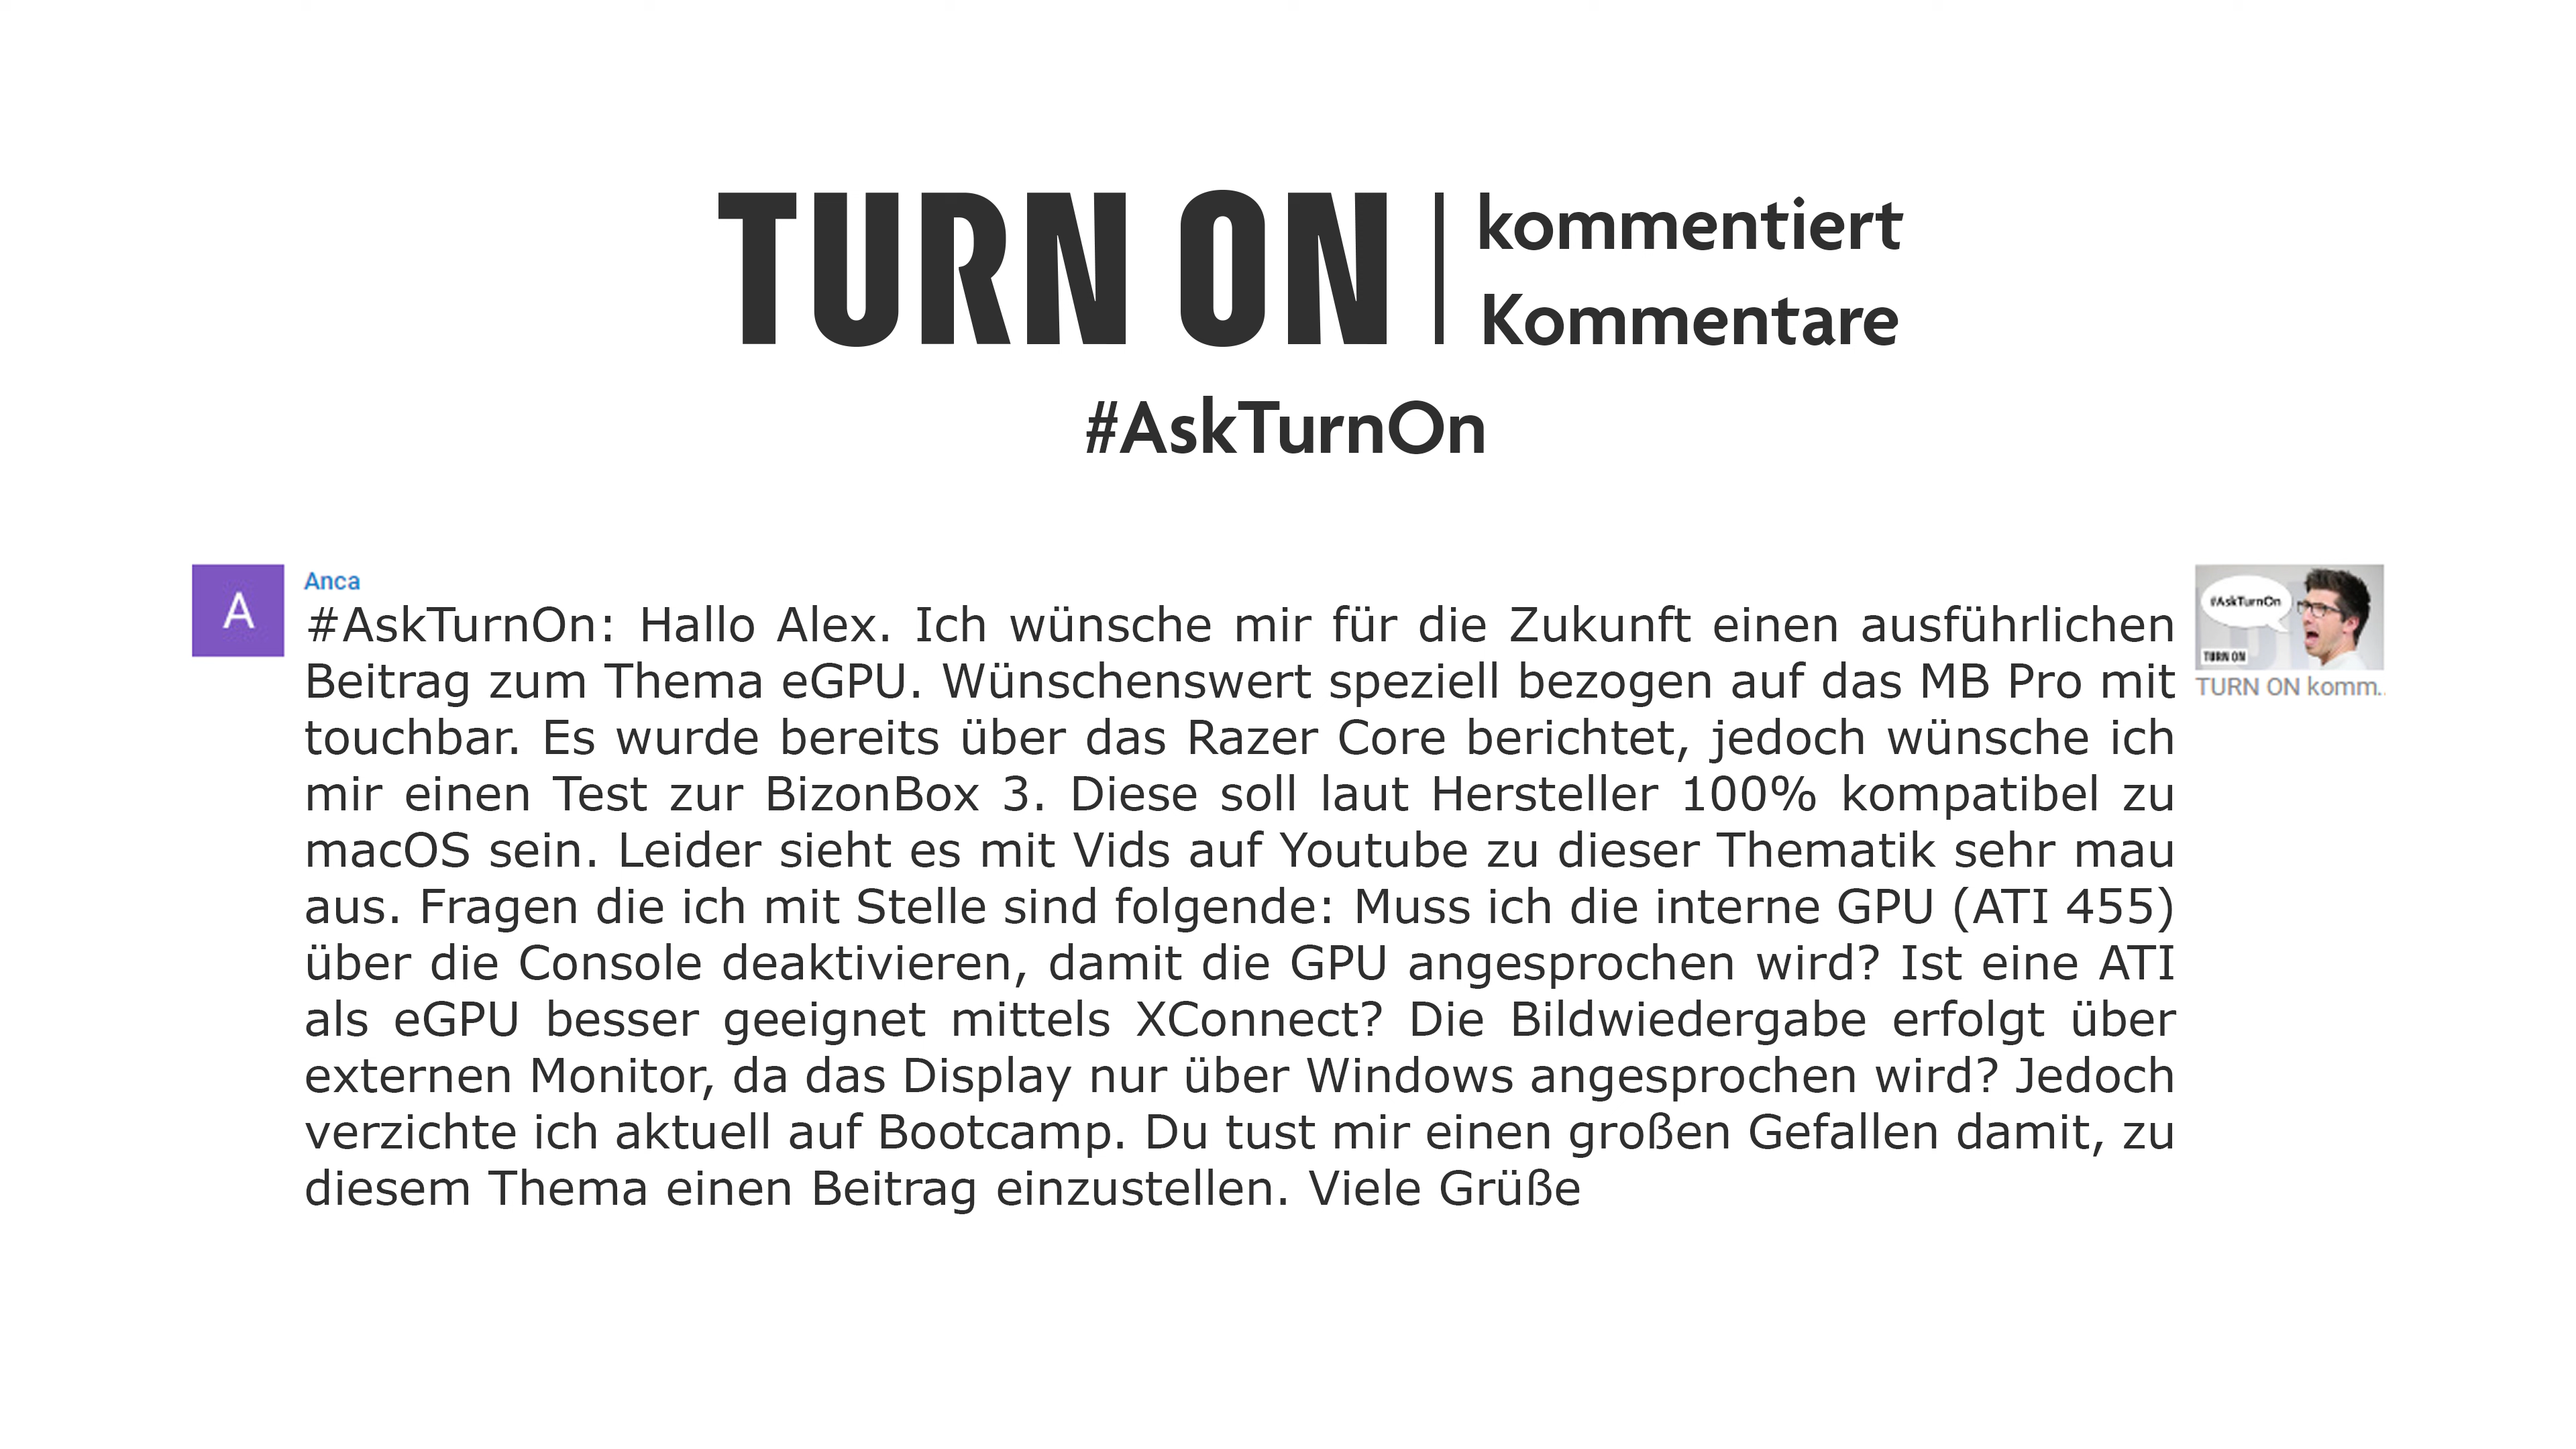 TURN ON
kommentiert
Kommentare
#AskTurnOn
A
Anca
#AskTurnOn: Hallo Alex. Ich wünsche mir für die Zukunft einen ausführlichen
Beitrag zum Thema eGPU. Wünschenswert speziell bezogen auf das MB Pro mit
touchbar. Es wurde bereits über das Razer Core berichtet, jedoch wünsche ich
mir einen Test zur BizonBox 3. Diese soll laut Hersteller 100% kompatibel zu
macOS sein. Leider sieht es mit Vids auf Youtube zu dieser Thematik sehr mau
aus. Fragen die ich mit Stelle sind folgende: Muss ich die interne GPU (ATI 455)
über die Console deaktivieren, damit die GPU angesprochen wird? Ist eine ATI
als eGPU besser geeignet mittels XConnect? Die Bildwiedergabe erfolgt über
externen Monitor, da das Display nur über Windows angesprochen wird? Jedoch
verzichte ich aktuell auf Bootcamp. Du tust mir einen großen Gefallen damit, zu
diesem Thema einen Beitrag einzustellen. Viele Grüße
#AskTurnOn
TURN ON
TURN ON komm..